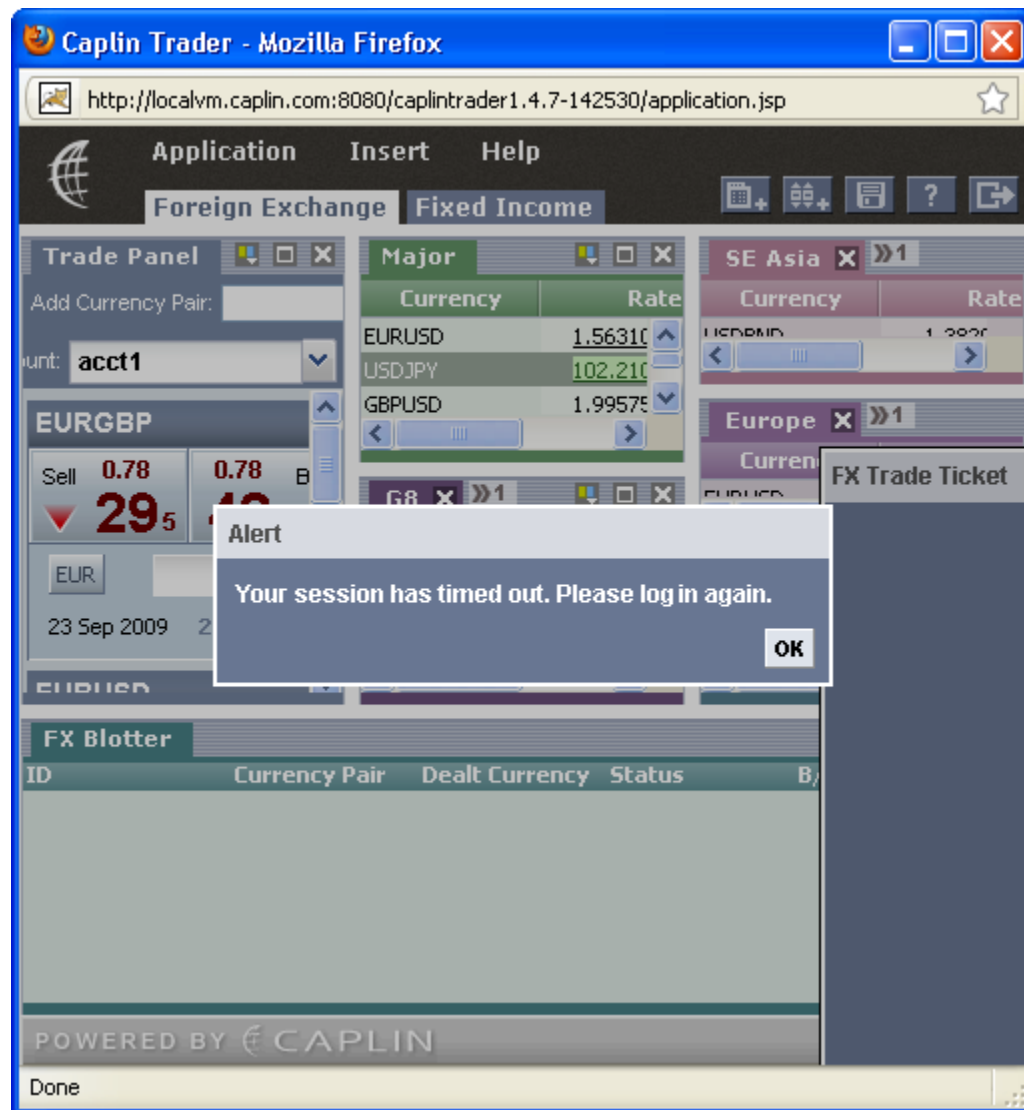 Caplin Trader - Mozilla Firefox
http://localvm.caplin.com:8080/caplintrader1.4.7-142530/application.jsp
Application Insert Help
Foreign Exchange Fixed Income
?
Trade Panel
Add Currency Pair:
acct1
EURGBP
Sell 0.78 0.78
29 5
EUR
23 Sep 2009
Major
Currency Rate
EURUSD
USDJPY 102.210
GBPUSD 1.99575
G8 1
SE Asia 1
Currency Rate
Europe 1
FX Trade Ticket
Alert
Your session has timed out. Please log in again.
OK
FX Blotter
ID Currency Pair Dealt Currency Status
POWERED BY CAPLIN
Done